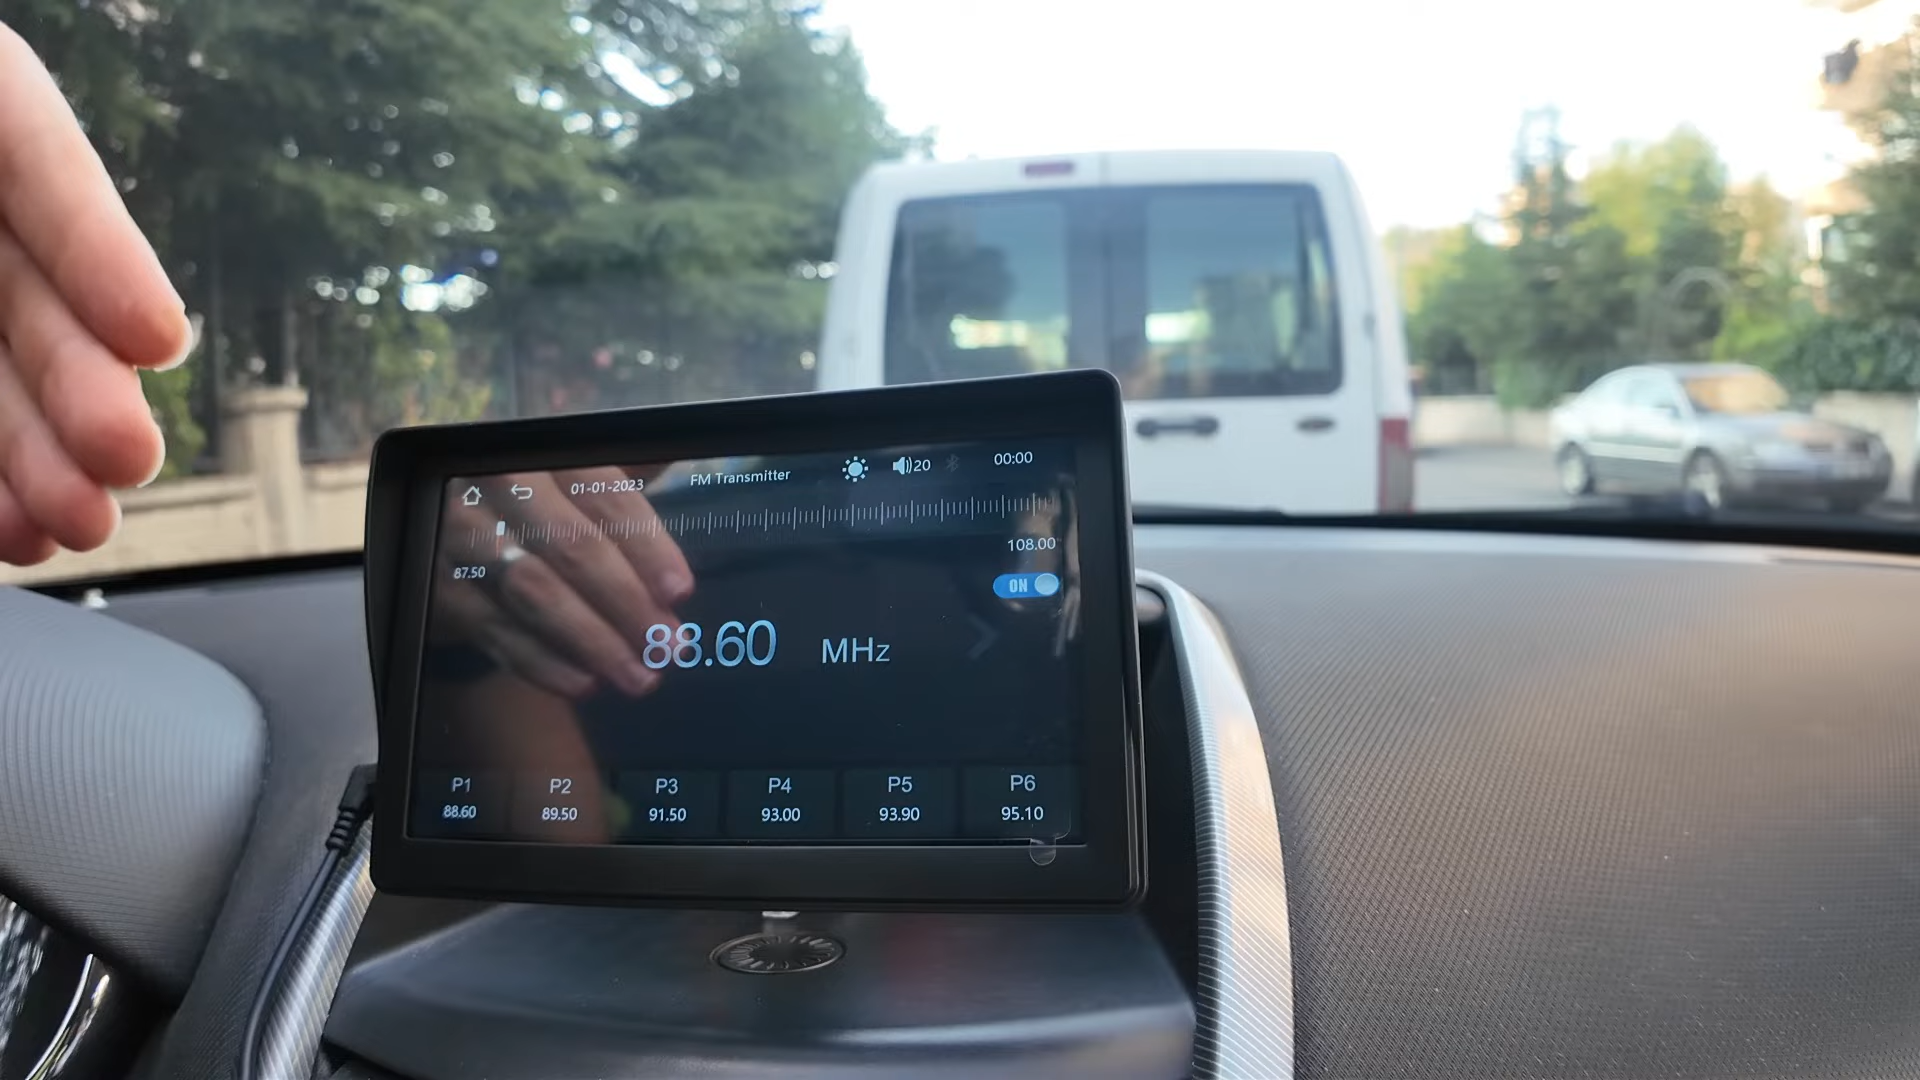 01-01-2023 FM Transmitter 20 00:00
87.50 108.00
ON
88.60 MHz
P1 P2 P3 P4 P5 P6
88.60 89.50 91.50 93.00 93.90 95.10